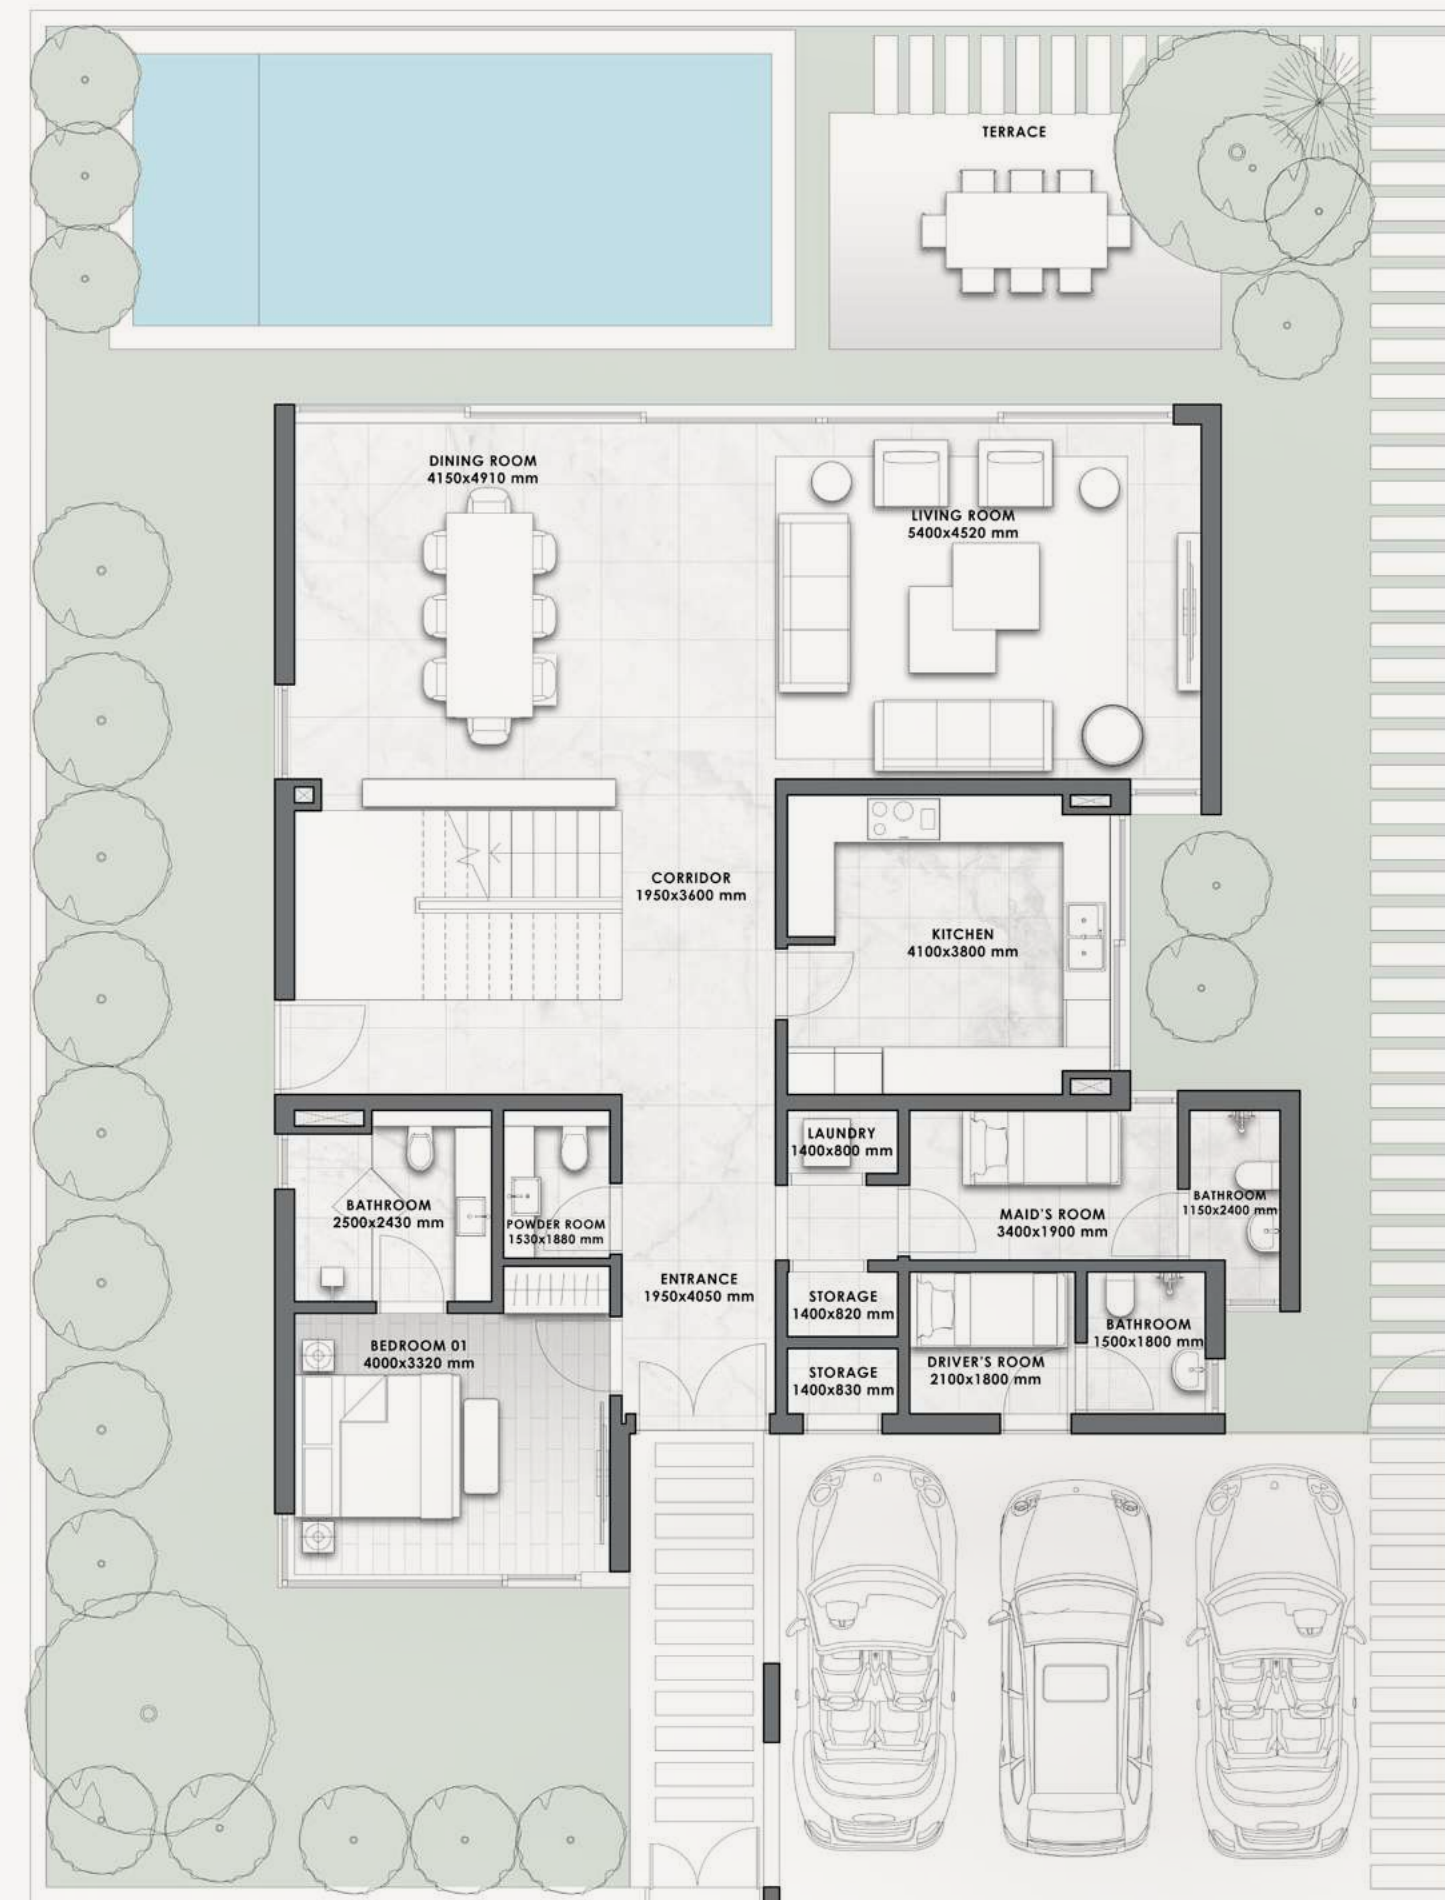 TERRACE
DINING ROOM
4150x4910 mm
LIVING ROOM
5400x4520 mm
CORRIDOR
1950x3600 mm
KITCHEN
4100x3800 mm
LAUNDRY
1400x800 mm
BATHROOM
2500x2430 mm
POWDER ROOM
1530x1880 mm
MAID'S ROOM
3400x1900 mm
BATHROOM
1150x2400 mm
ENTRANCE
1950x4050 mm
STORAGE
1400x820 mm
BEDROOM 01
4000x3320 mm
STORAGE
1400x830 mm
DRIVER'S ROOM
2100x1800 mm
BATHROOM
1500x1800 mm